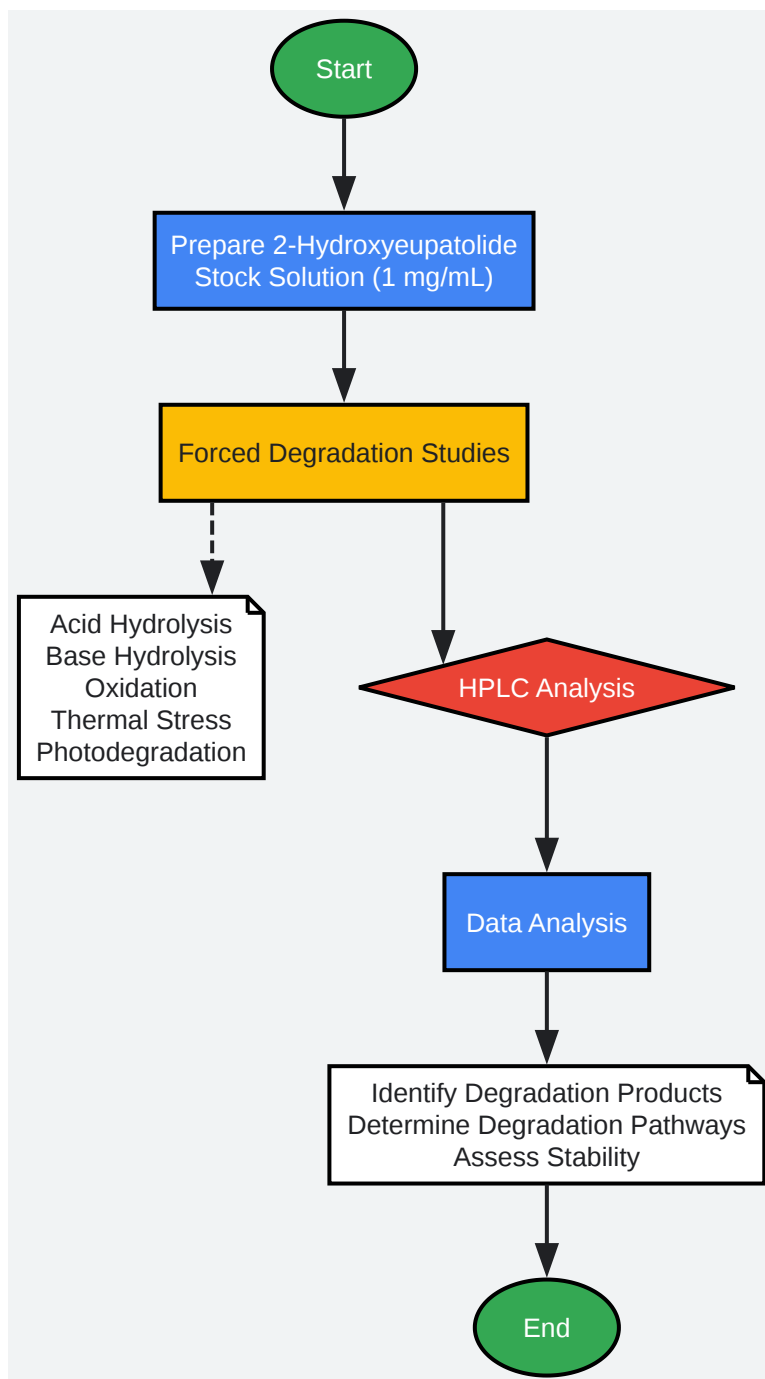 Start
Prepare 2-Hydroxyeupatolide
Stock Solution (1 mg/mL)
Forced Degradation Studies
Acid Hydrolysis
Base Hydrolysis
Oxidation
Thermal Stress
Photodegradation
HPLC Analysis
Data Analysis
Identify Degradation Products
Determine Degradation Pathways
Assess Stability
End